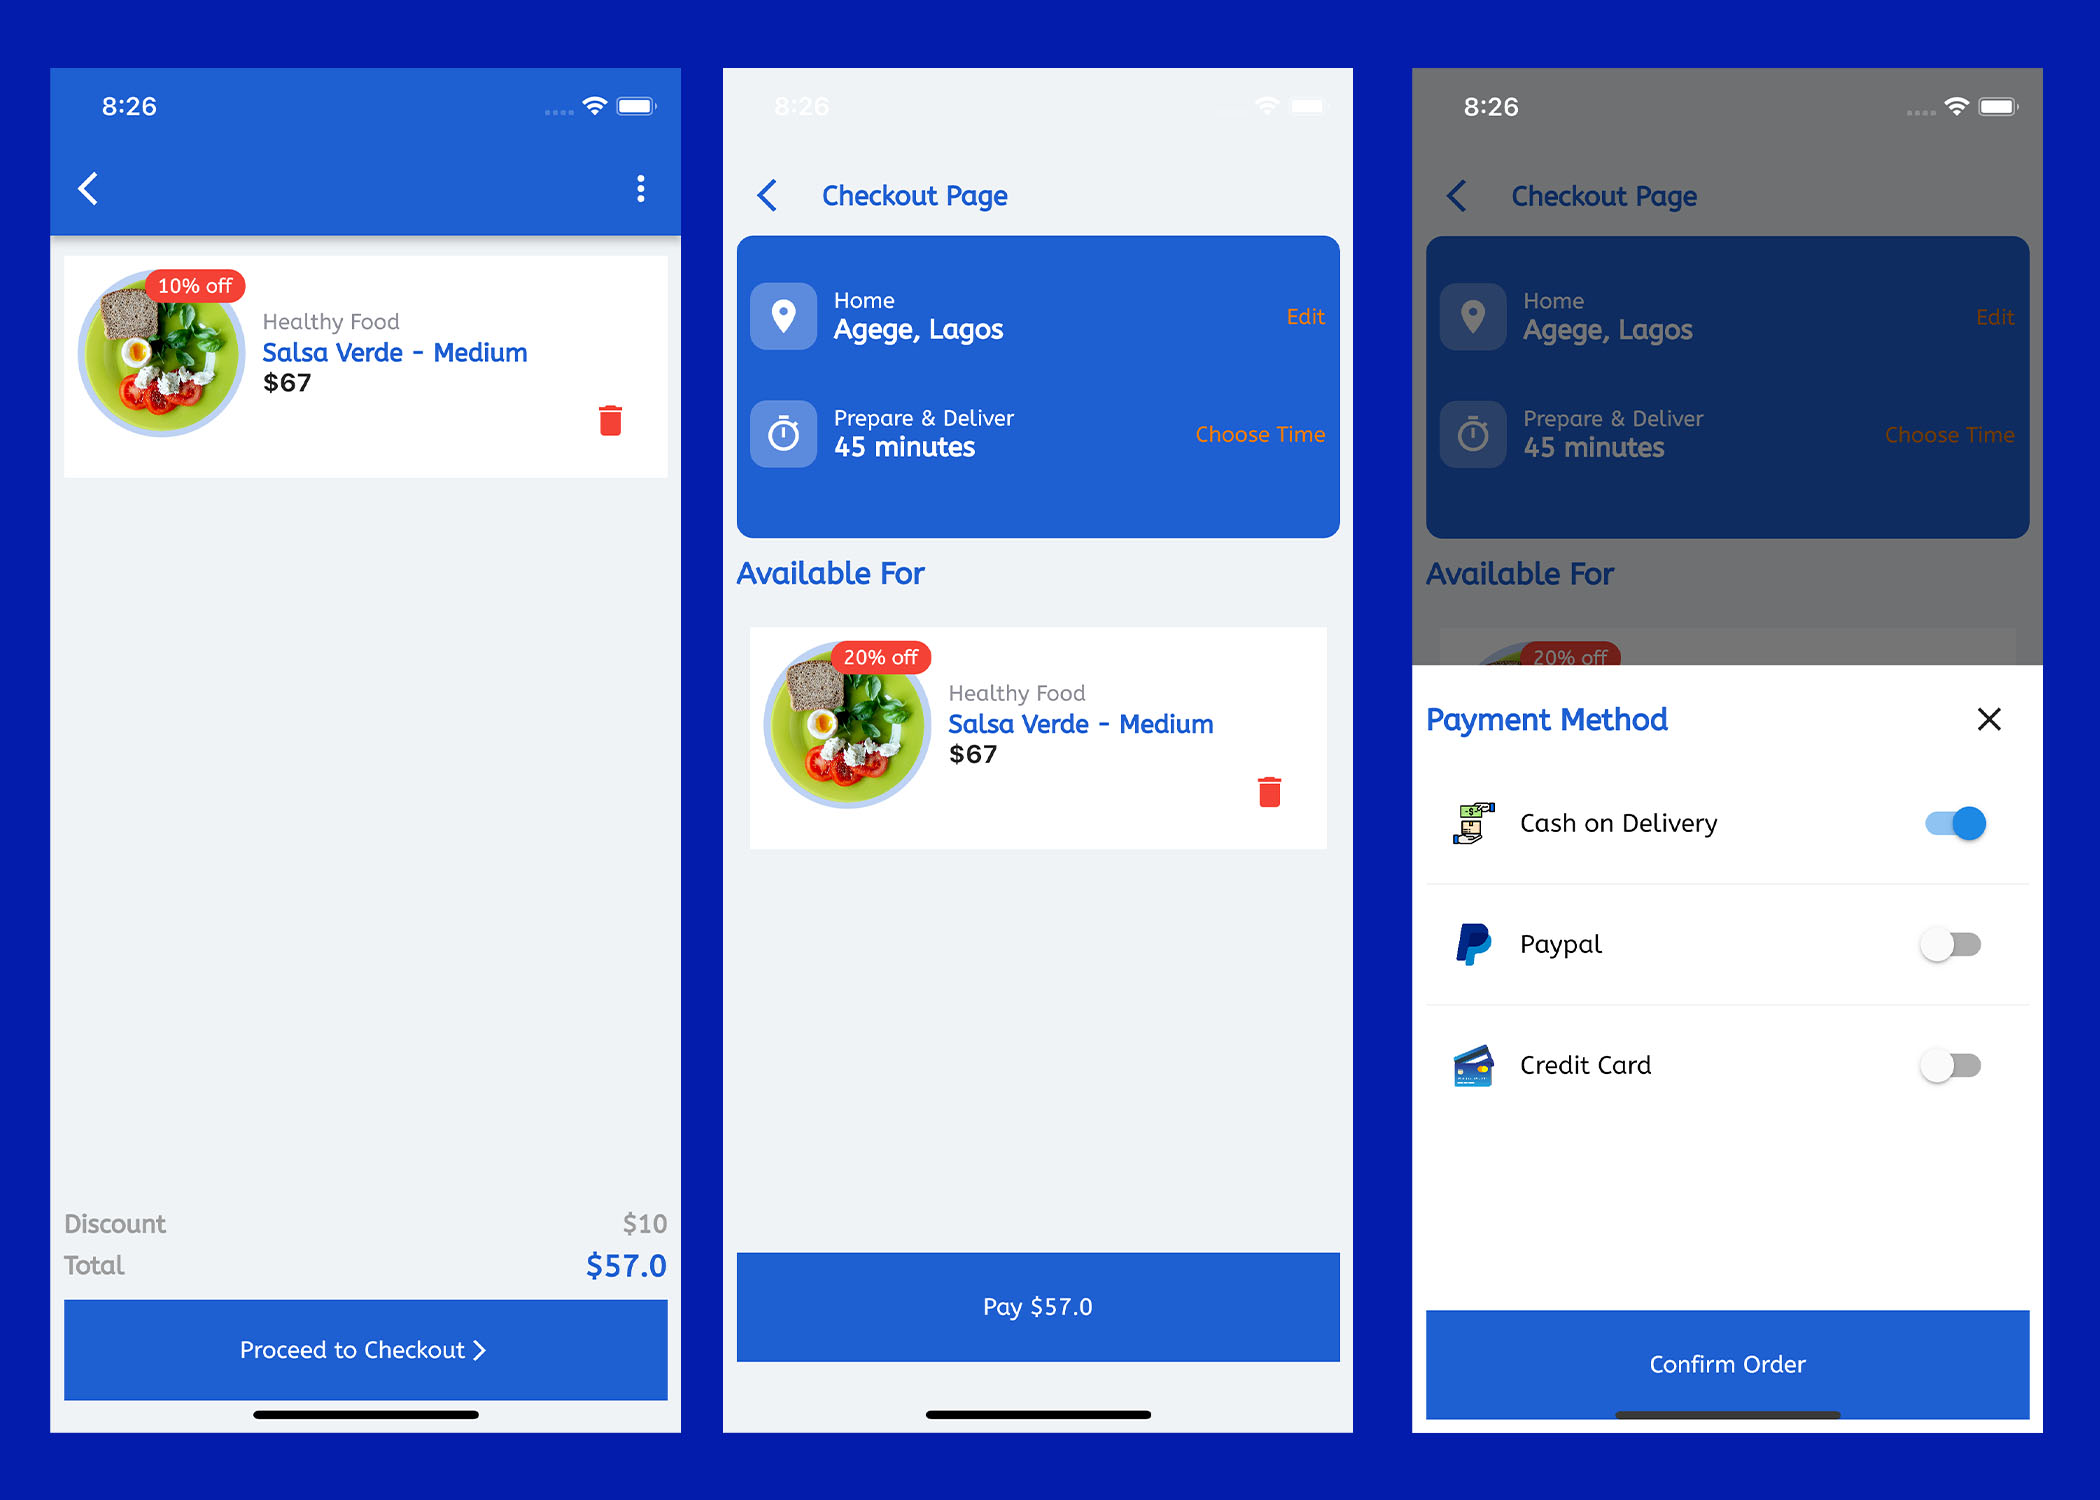 8:26
10% off
Healthy Food
Salsa Verde - Medium
$67
Discount $10
Total $57.0
Proceed to Checkout
8:26
Checkout Page
Home
Agege, Lagos
Edit
Prepare & Deliver
45 minutes
Choose Time
Available For
20% off
Healthy Food
Salsa Verde - Medium
$67
Pay $57.0
8:26
Checkout Page
Home
Agege, Lagos
Edit
Prepare & Deliver
45 minutes
Choose Time
Available For
20% off
Payment Method
Cash on Delivery
Paypal
Credit Card
Confirm Order